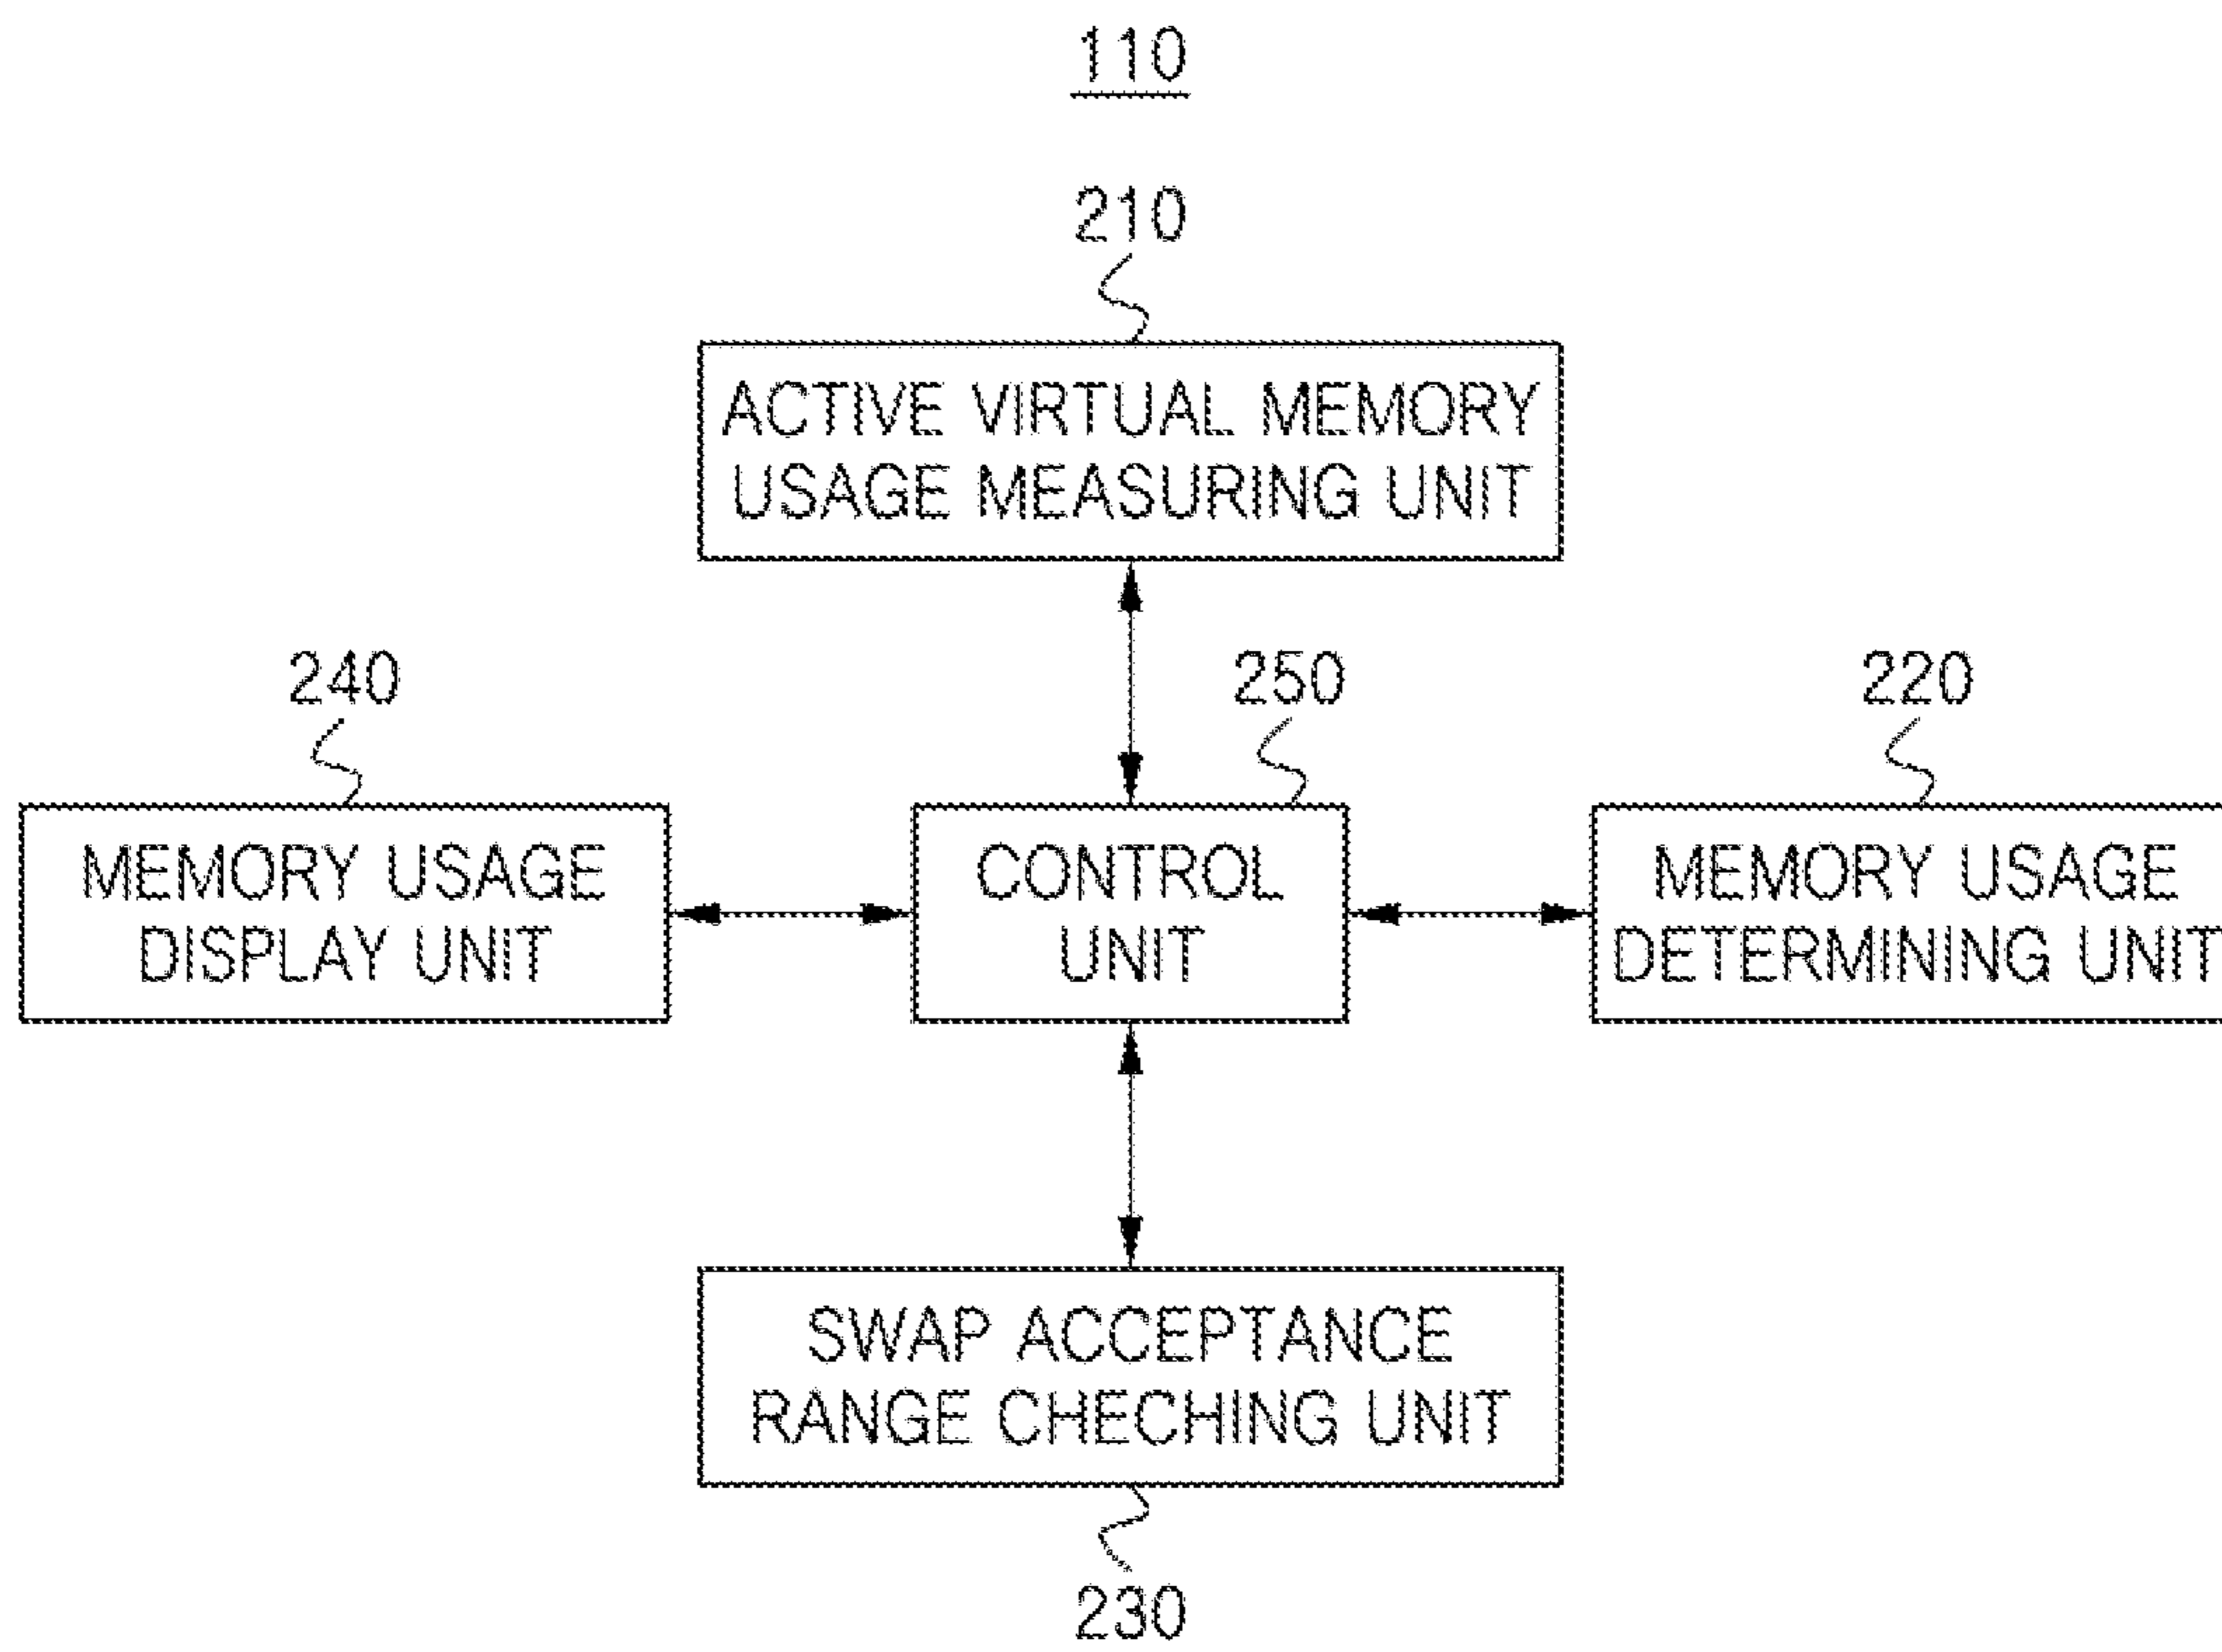 110
210
ACTIVE VIRTUAL MEMORY
USAGE MEASURING UNIT
240
250
220
MEMORY USAGE
DISPLAY UNIT
CONTROL
UNIT
MEMORY USAGE
DETERMINING UNIT
SWAP ACCEPTANCE
RANGE CHECHING UNIT
230